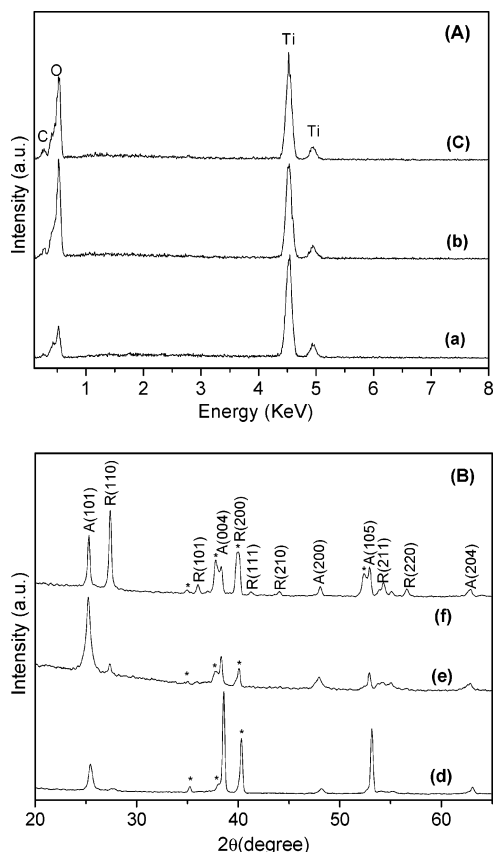 (A)
Ti
O
C
Ti
(C)
(b)
(a)
Intensity (a.u.)
1 2 3 4 5 6 7 8
Energy (KeV)
(B)
A(101)
R(110)
*
R(101)
*
A(004)
*
R(200)
R(111)
R(210)
A(200)
*
A(105)
R(211)
R(220)
A(204)
(f)
* * *
(e)
* * *
(d)
Intensity (a.u.)
20 30 40 50 60
2θ(degree)